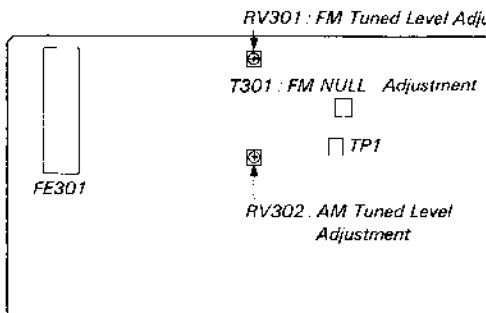 RV301 : FM Tuned Level Adju
T301 : FM NULL Adjustment
TP1
FE301
RV302 : AM Tuned Level
Adjustment